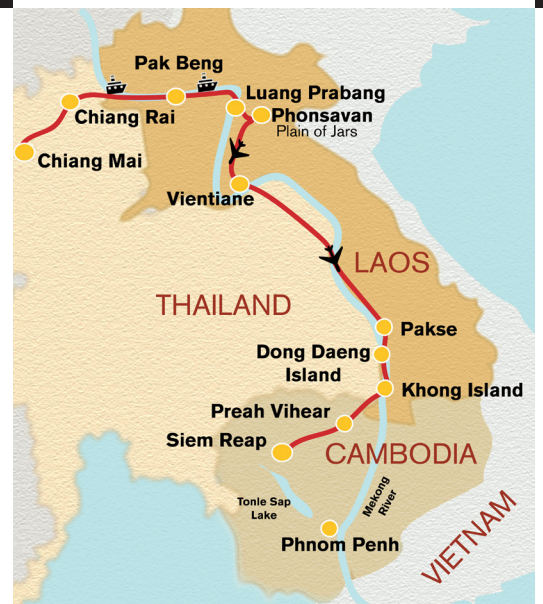 Pak Beng
Luang Prabang
Chiang Rai
Phonsavan
Plain of Jars
Chiang Mai
Vientiane
LAOS
THAILAND
Pakse
Dong Daeng
Island
Khong Island
Preah Vihear
Siem Reap
CAMBODIA
Tonle Sap
Lake
Mekong
River
VIETNAM
Phnom Penh